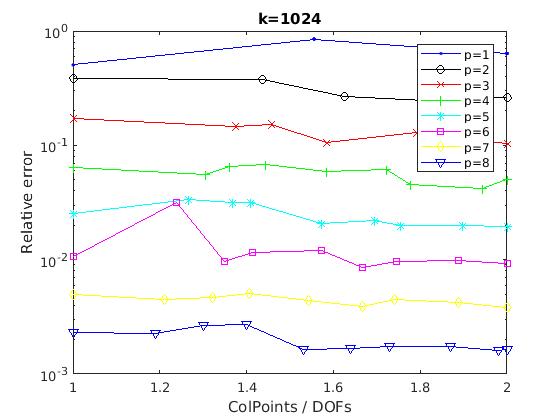 k=1024
10^0
10^-1
10^-2
10^-3
Relative error
p=1
p=2
p=3
p=4
p=5
p=6
p=7
p=8
1 1.2 1.4 1.6 1.8 2
ColPoints / DOFs